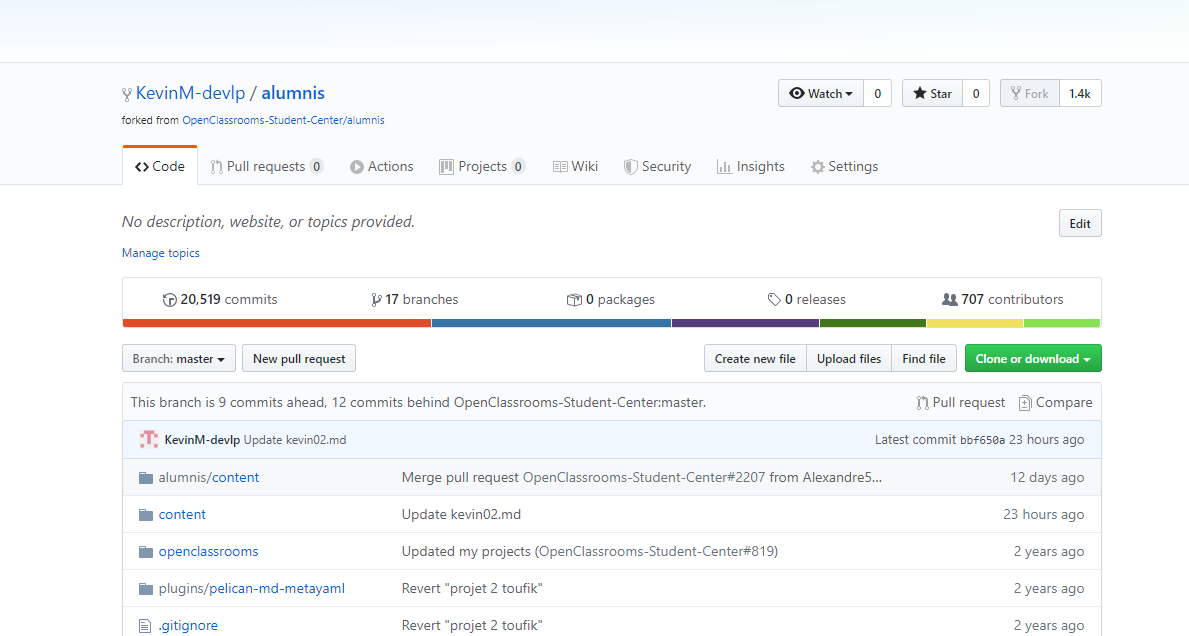 KevinM-devlp / alumnis
Watch 0 Star 0 Fork 1.4k
forked from OpenClassrooms-Student-Center/alumnis
Code Pull requests 0 Actions Projects 0 Wiki Security Insights Settings
No description, website, or topics provided.
Edit
Manage topics
20,519 commits 17 branches 0 packages 0 releases 707 contributors
Branch: master New pull request Create new file Upload files Find file Clone or download
This branch is 9 commits ahead, 12 commits behind OpenClassrooms-Student-Center:master. Pull request Compare
KevinM-devlp Update kevin02.md Latest commit bbf650a 23 hours ago
alumnis/content Merge pull request OpenClassrooms-Student-Center#2207 from Alexandre5... 12 days ago
content Update kevin02.md 23 hours ago
openclassrooms Updated my projects (OpenClassrooms-Student-Center#819) 2 years ago
plugins/pelican-md-metayaml Revert "projet 2 toufik" 2 years ago
.gitignore Revert "projet 2 toufik" 2 years ago